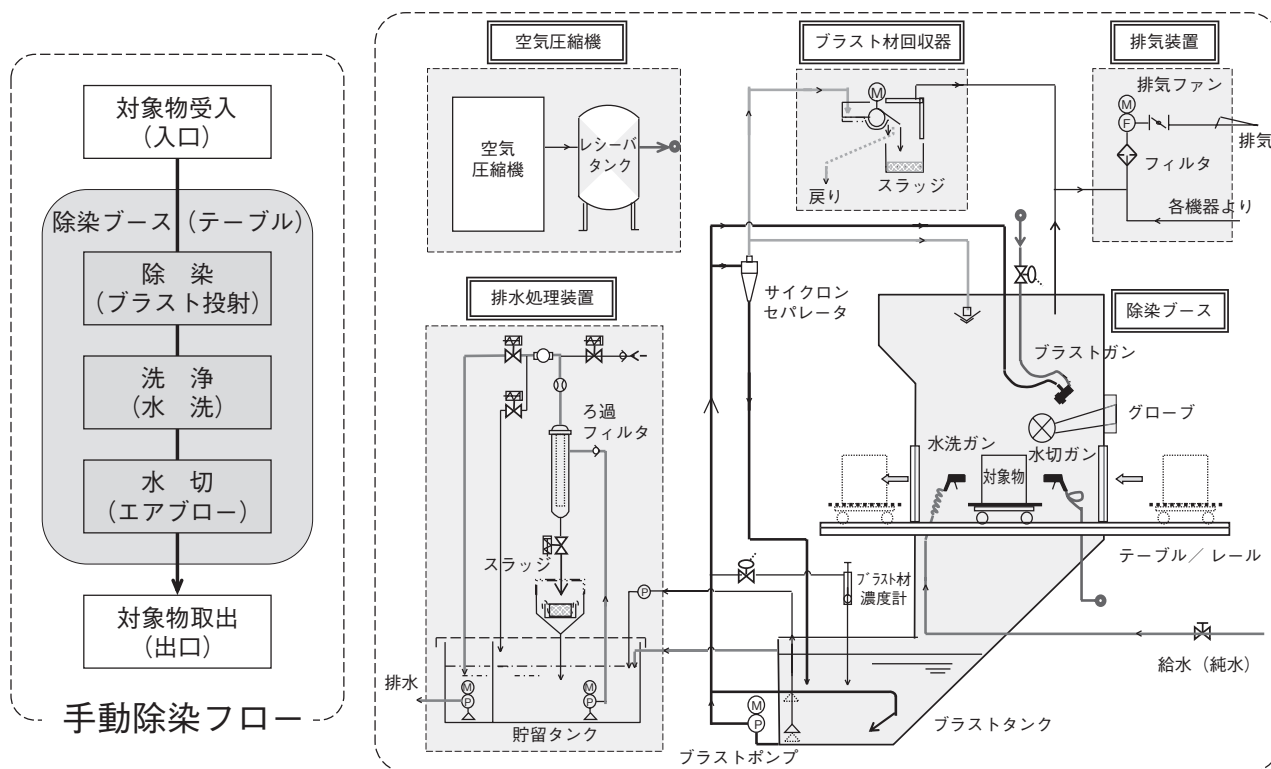 対象物受入
(入口)
除染ブース(テーブル)
除 染
(ブラスト投射)
洗 浄
(水 洗)
水 切
(エアブロー)
対象物取出
(出口)
手動除染フロー
空気圧縮機
空気
圧縮機
レシーバ
タンク
ブラスト材回収器
M
戻り
スラッジ
排気装置
排気ファン
M
F
排気
フィルタ
各機器より
サイクロン
セパレータ
排水処理装置
ろ過
フィルタ
スラッジ
P
排水
M
P
M
P
貯留タンク
除染ブース
ブラストガン
グローブ
水洗ガン
水切ガン
対象物
テーブル/レール
ブラスト材
濃度計
給水(純水)
M
P
ブラストタンク
ブラストポンプ